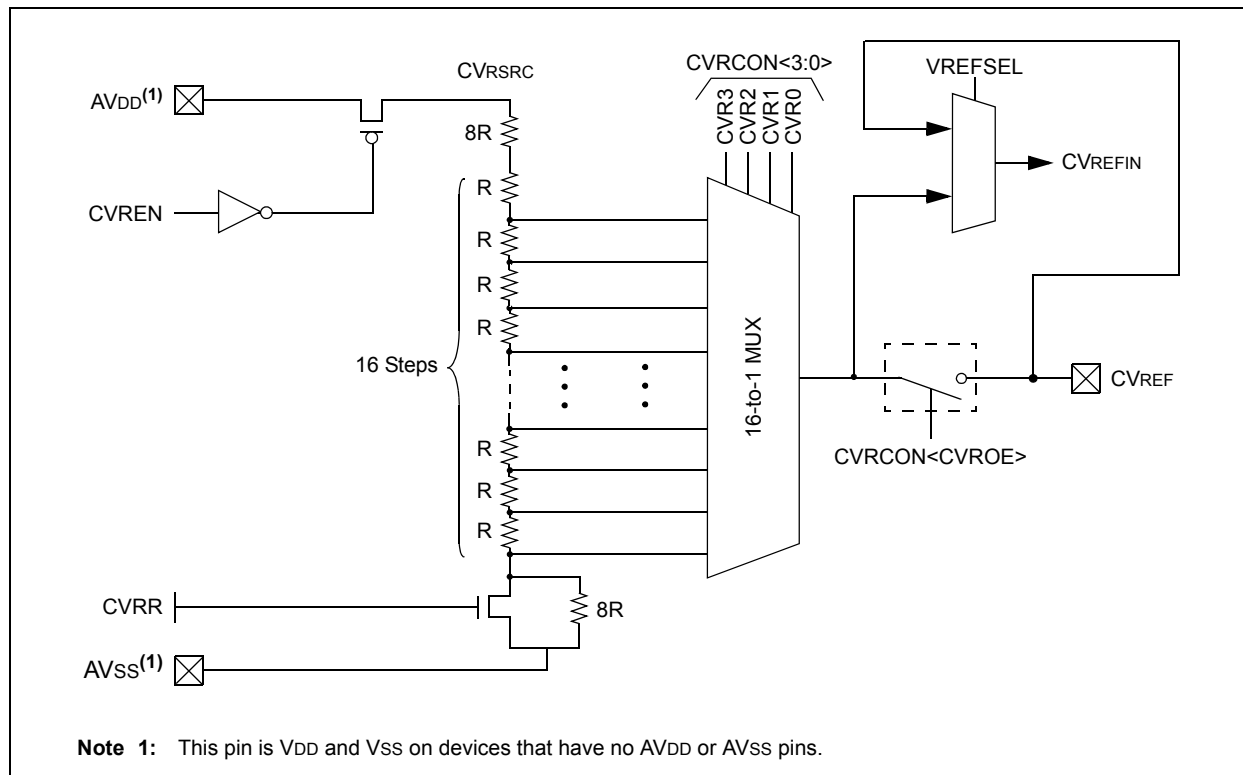 CVRCON<3:0>
CVRSRC
VREFSEL
AVDD(1)
CVR3
CVR2
CVR1
CVR0
8R
CVREFIN
R
CVREN
R
R
R
16 Steps
16-to-1 MUX
CVREF
R
CVRCON<CVROE>
R
R
CVRR
8R
AVSS(1)
Note 1: This pin is VDD and VSS on devices that have no AVDD or AVSS pins.